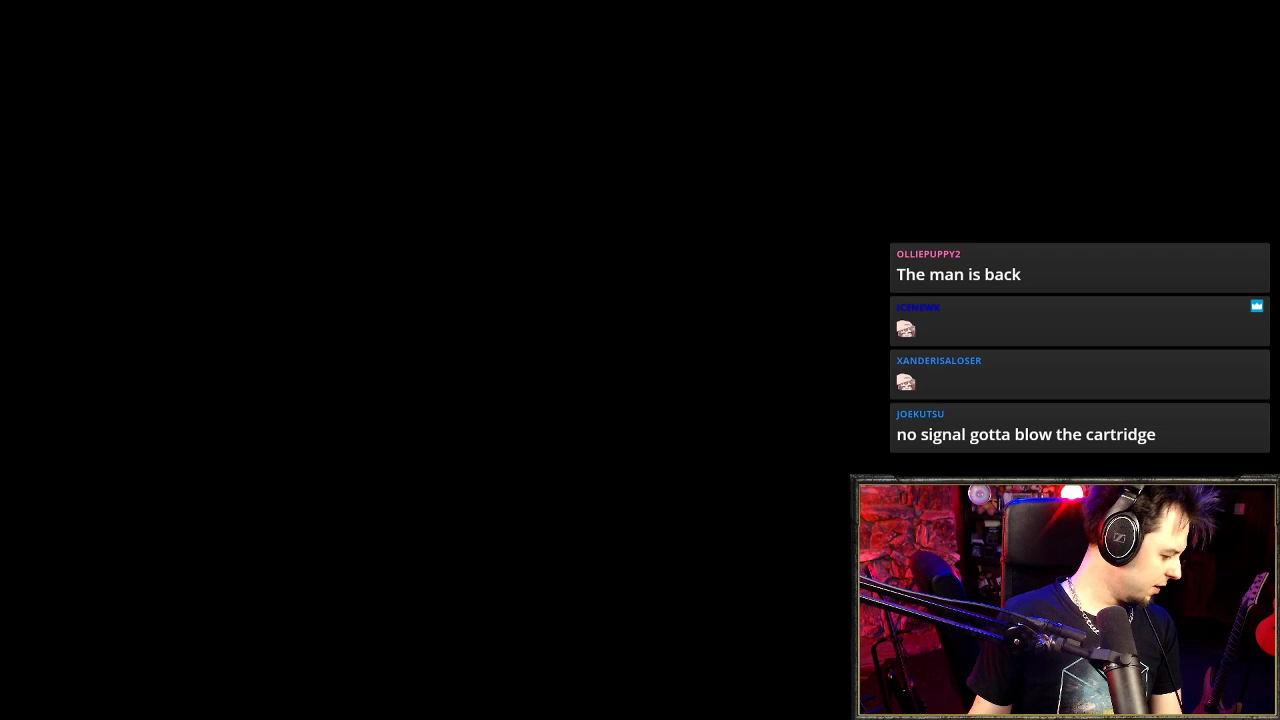 OLLIEPUPPY2
The man is back
XANDERISALOSER
JOEKUTSU
no signal gotta blow the cartridge